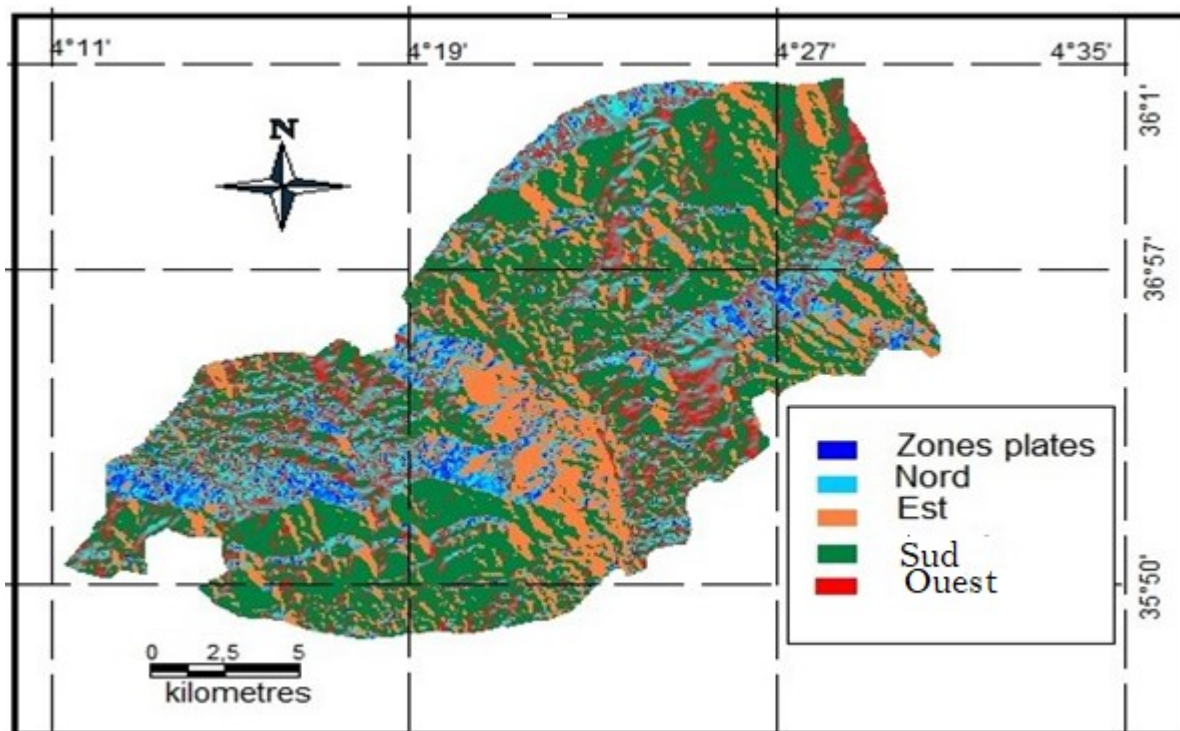 4°11'
4°19'
4°27'
4°35'
36°1'
N
36°57'
Zones plates
Nord
Est
Sud
Ouest
35°50'
0 2,5 5
kilometres